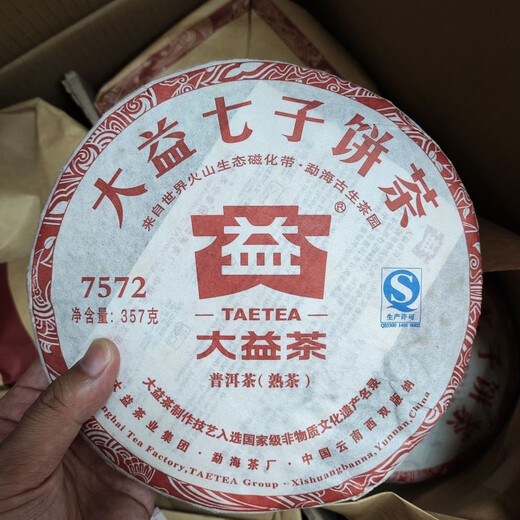 大益七子饼茶
来自世界火山生态磁化带·勐海古生茶园
益
®
7572
净含量：357克
TAETEA
大益茶
普洱茶（熟茶）
生产许可
大益茶制作技艺入选国家级非物质文化遗产名录
大益茶业集团·勐海茶厂·中国云南西双版纳
Tea Factory, TAETEA Group - Xishuangbanna, Yunnan, China